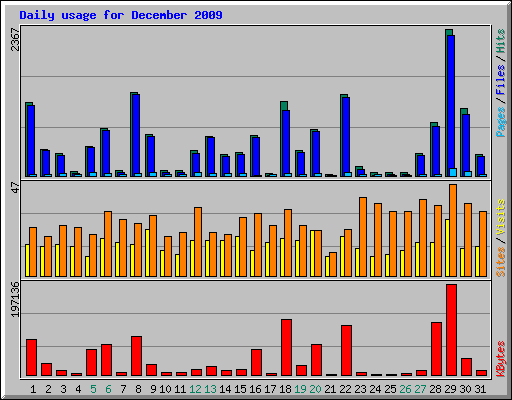 Daily usage for December 2009
2367
Pages / Files / Hits
47
Sites / Visits
197136
KBytes
1 2 3 4 5 6 7 8 9 10 11 12 13 14 15 16 17 18 19 20 21 22 23 24 25 26 27 28 29 30 31